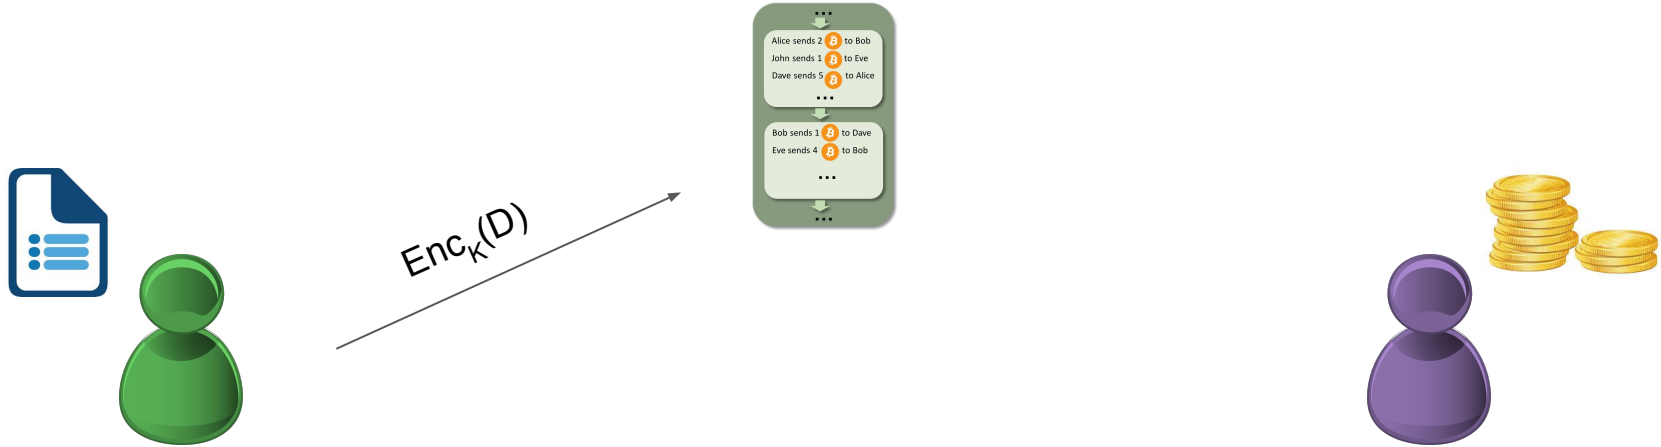 ...
Alice sends 2 ₿ to Bob
John sends 1 ₿ to Eve
Dave sends 5 ₿ to Alice
...
Bob sends 1 ₿ to Dave
Eve sends 4 ₿ to Bob
...
...
Enc_K(D)